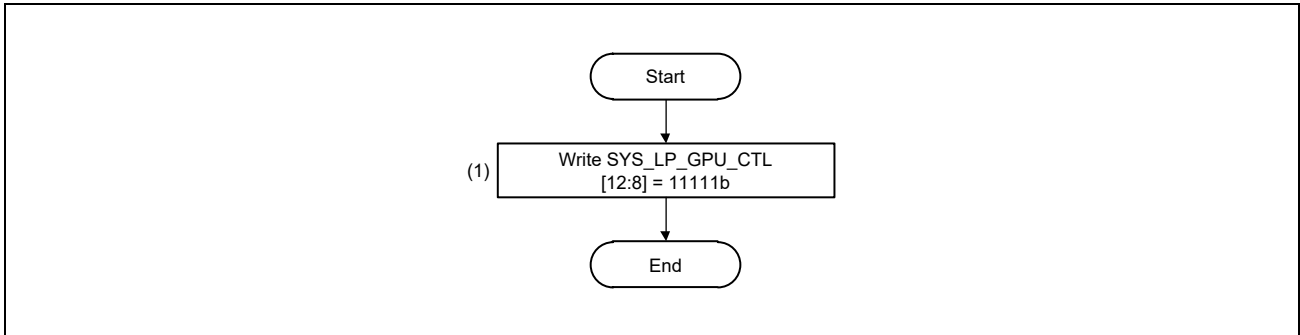 Start
(1)
Write SYS_LP_GPU_CTL
[12:8] = 11111b
End